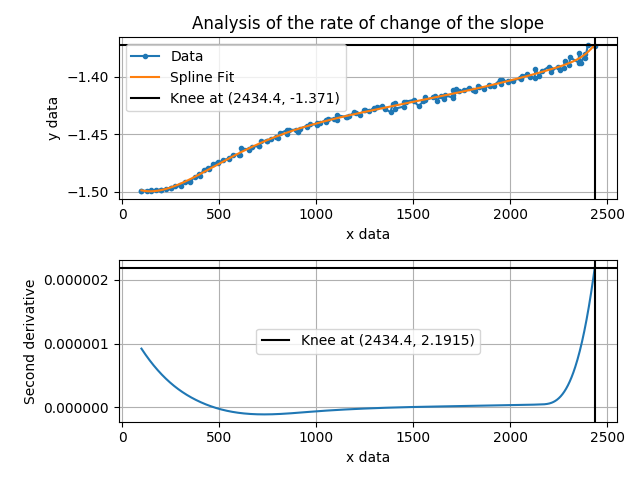 Analysis of the rate of change of the slope
Data
Spline Fit
Knee at (2434.4, -1.371)
−1.40
−1.45
−1.50
y data
0
500
1000
1500
2000
2500
x data
0.000002
0.000001
0.000000
Second derivative
Knee at (2434.4, 2.1915)
0
500
1000
1500
2000
2500
x data